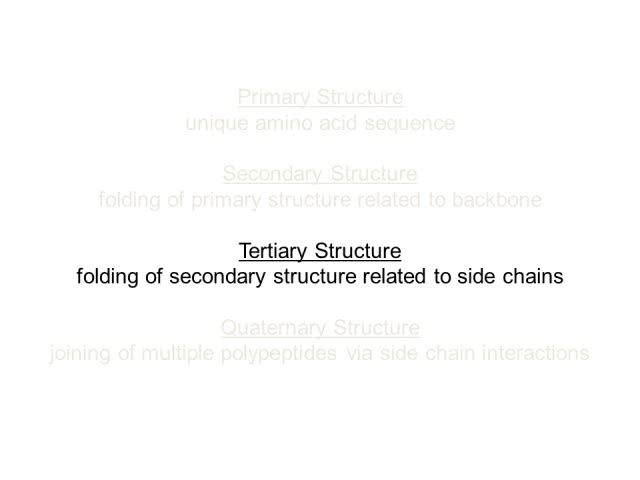 Primary Structure
unique amino acid sequence
Secondary Structure
folding of primary structure related to backbone
Tertiary Structure
folding of secondary structure related to side chains
Quaternary Structure
joining of multiple polypeptides via side chain interactions